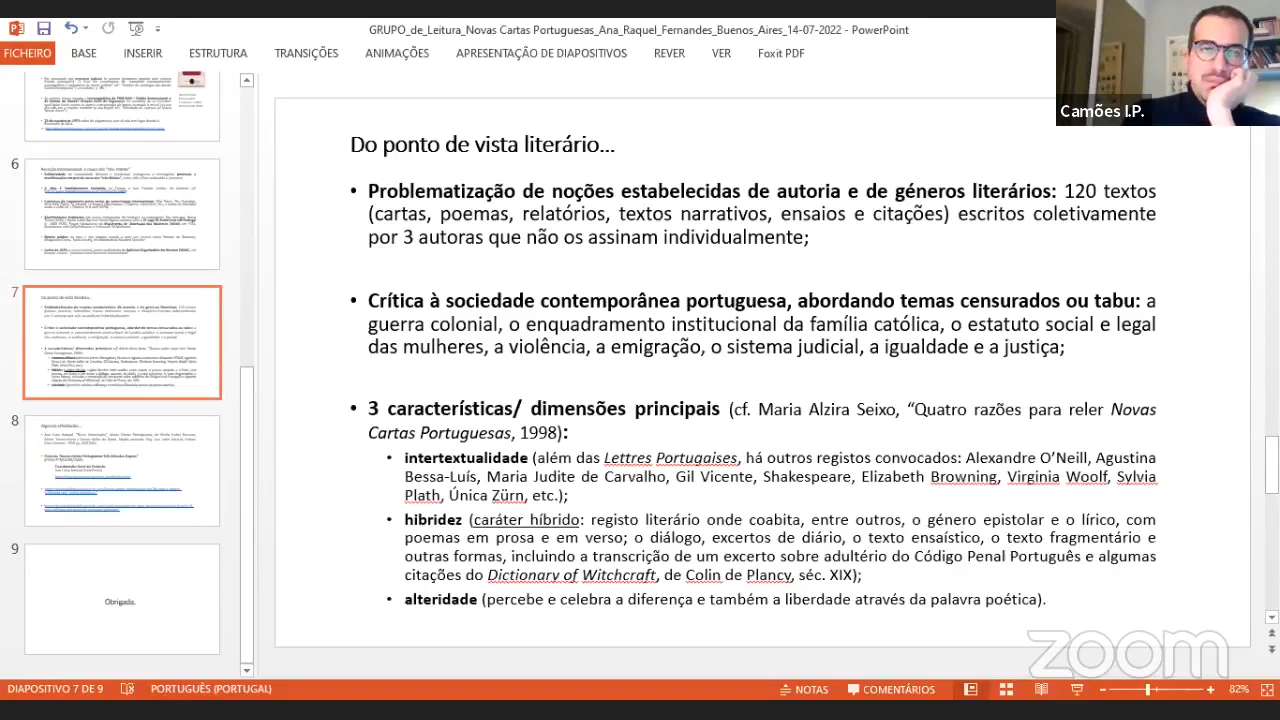 GRUPO_de_Leitura_Novas Cartas Portuguesas_Ana_Raquel_Fernandes_Buenos_Aires_14-07-2022 - PowerPoint
FICHEIRO BASE INSERIR ESTRUTURA TRANSIÇÕES ANIMAÇÕES APRESENTAÇÃO DE DIAPOSITIVOS REVER VER Foxit PDF
Camões I.P.
6
7
8
9
Obrigada.
Do ponto de vista literário...
• Problematização de noções estabelecidas de autoria e de géneros literários: 120 textos
(cartas, poemas, relatórios, textos narrativos, ensaios e citações) escritos coletivamente
por 3 autoras que não os assinam individualmente;
• Crítica à sociedade contemporânea portuguesa, abordando temas censurados ou tabu: a
guerra colonial, o enquadramento institucional da família católica, o estatuto social e legal
das mulheres, a violência, a emigração, o sistema judicial, a igualdade e a justiça;
• 3 características/ dimensões principais (cf. Maria Alzira Seixo, “Quatro razões para reler Novas
Cartas Portuguesas, 1998):
• intertextualidade (além das Lettres Portugaises, há outros registos convocados: Alexandre O’Neill, Agustina
Bessa-Luís, Maria Judite de Carvalho, Gil Vicente, Shakespeare, Elizabeth Browning, Virginia Woolf, Sylvia
Plath, Única Zürn, etc.);
• hibridez (caráter híbrido: registo literário onde coabita, entre outros, o género epistolar e o lírico, com
poemas em prosa e em verso; o diálogo, excertos de diário, o texto ensaístico, o texto fragmentário e
outras formas, incluindo a transcrição de um excerto sobre adultério do Código Penal Português e algumas
citações do Dictionary of Witchcraft, de Colin de Plancy, séc. XIX);
• alteridade (percebe e celebra a diferença e também a liberdade através da palavra poética).
zoom
DIAPOSITIVO 7 DE 9 PORTUGUÊS (PORTUGAL) NOTAS COMENTÁRIOS 82%